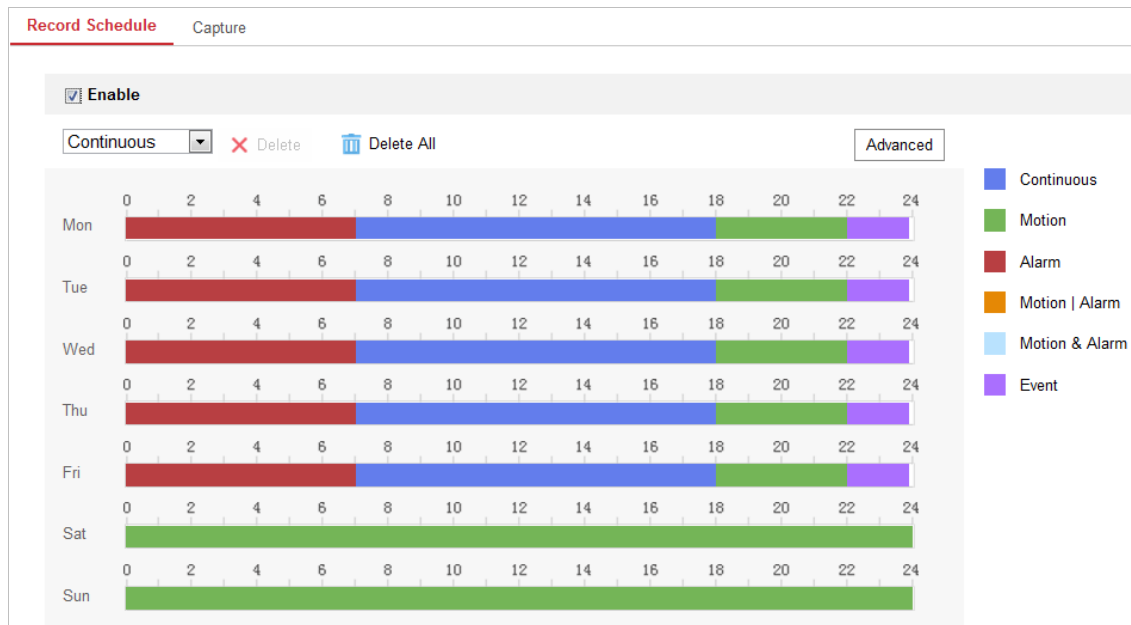 Record Schedule Capture
Enable
Continuous Delete Delete All Advanced
Continuous
Motion
Alarm
Motion | Alarm
Motion & Alarm
Event
0 2 4 6 8 10 12 14 16 18 20 22 24
Mon
0 2 4 6 8 10 12 14 16 18 20 22 24
Tue
0 2 4 6 8 10 12 14 16 18 20 22 24
Wed
0 2 4 6 8 10 12 14 16 18 20 22 24
Thu
0 2 4 6 8 10 12 14 16 18 20 22 24
Fri
0 2 4 6 8 10 12 14 16 18 20 22 24
Sat
0 2 4 6 8 10 12 14 16 18 20 22 24
Sun